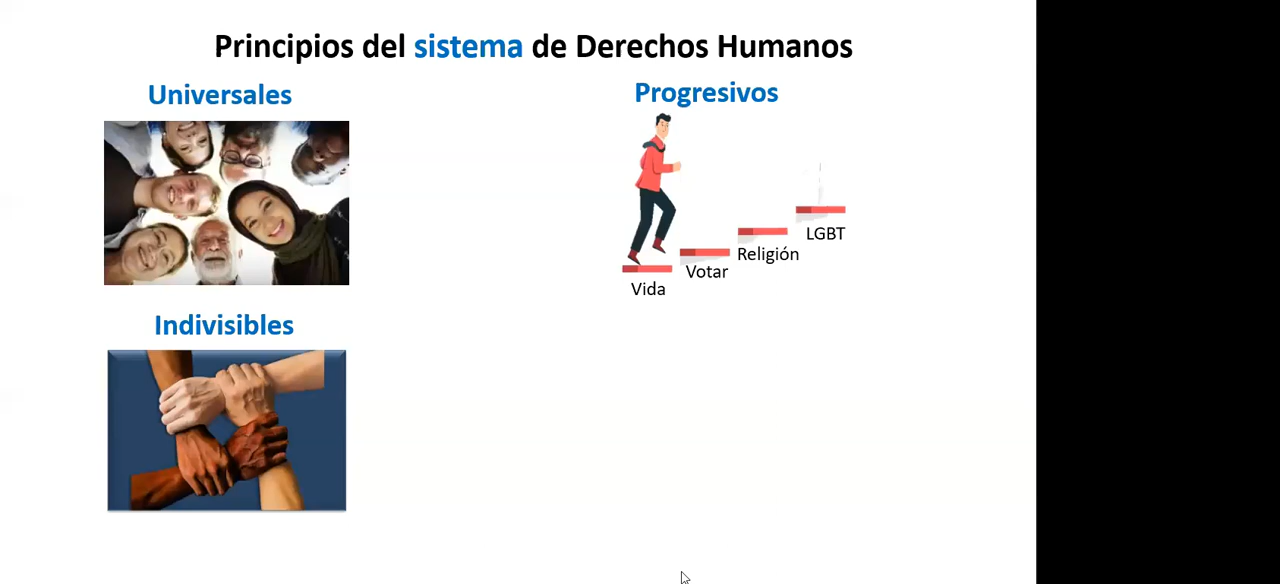 Principios del sistema de Derechos Humanos
Universales
Progresivos
Vida
Votar
Religión
LGBT
Indivisibles